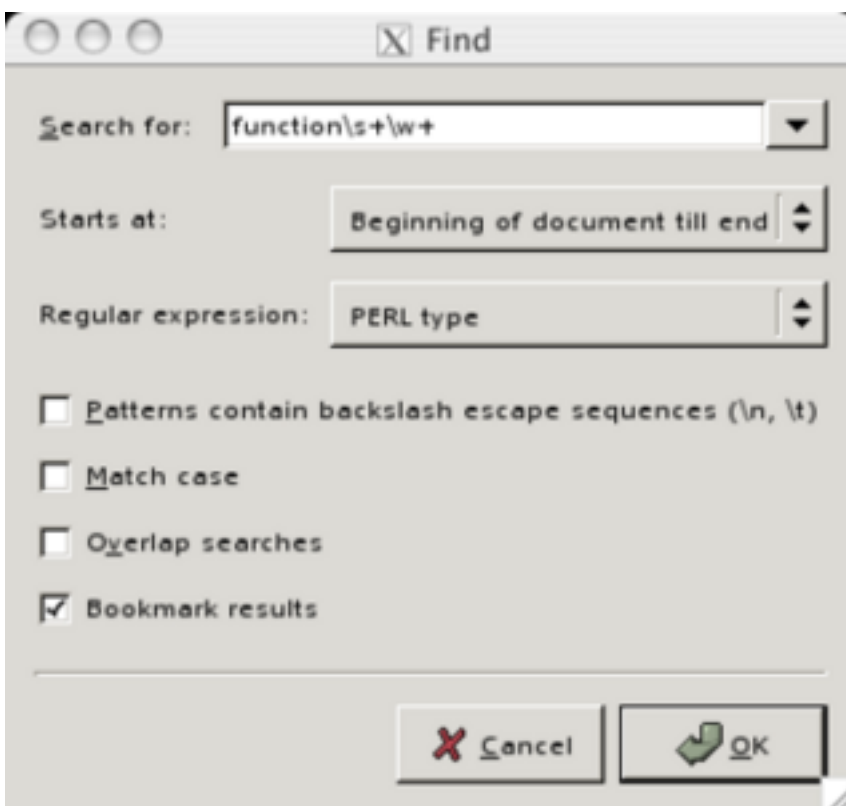 Find
Search for: function\s+\w+
Starts at: Beginning of document till end
Regular expression: PERL type
Patterns contain backslash escape sequences (\n, \t)
Match case
Overlap searches
Bookmark results
Cancel OK